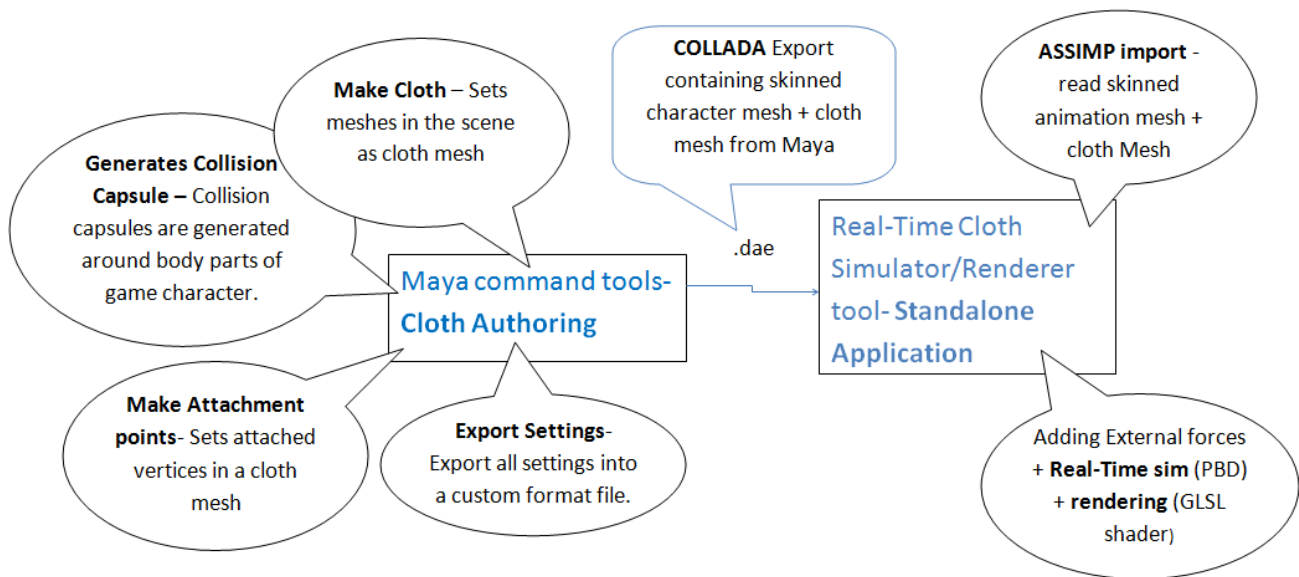 Generates Collision
Capsule – Collision
capsules are generated
around body parts of
game character.
Make Cloth – Sets
meshes in the scene
as cloth mesh
COLLADA Export
containing skinned
character mesh + cloth
mesh from Maya
ASSIMP import -
read skinned
animation mesh +
cloth Mesh
Maya command tools-
Cloth Authoring
.dae
Real-Time Cloth
Simulator/Renderer
tool- Standalone
Application
Make Attachment
points- Sets attached
vertices in a cloth
mesh
Export Settings-
Export all settings into
a custom format file.
Adding External forces
+ Real-Time sim (PBD)
+ rendering (GLSL
shader)